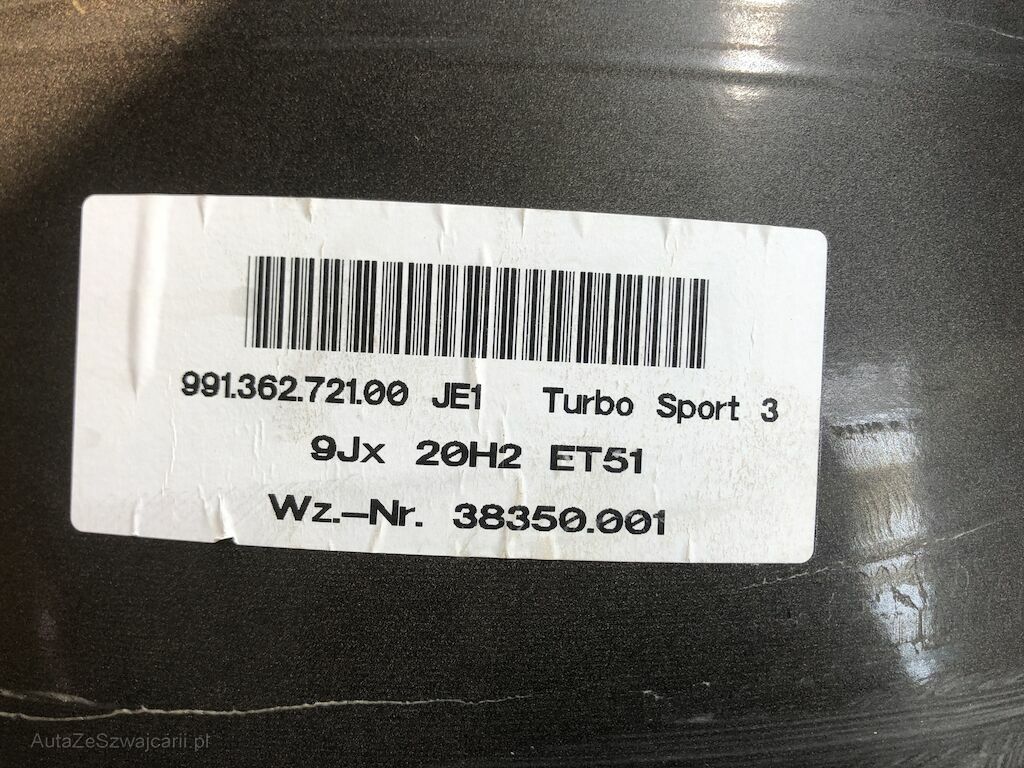 991.362.721.00 JE1 Turbo Sport 3
9Jx 20H2 ET51
Wz.-Nr. 38350.001
AutaZeSzwajcarii.pl